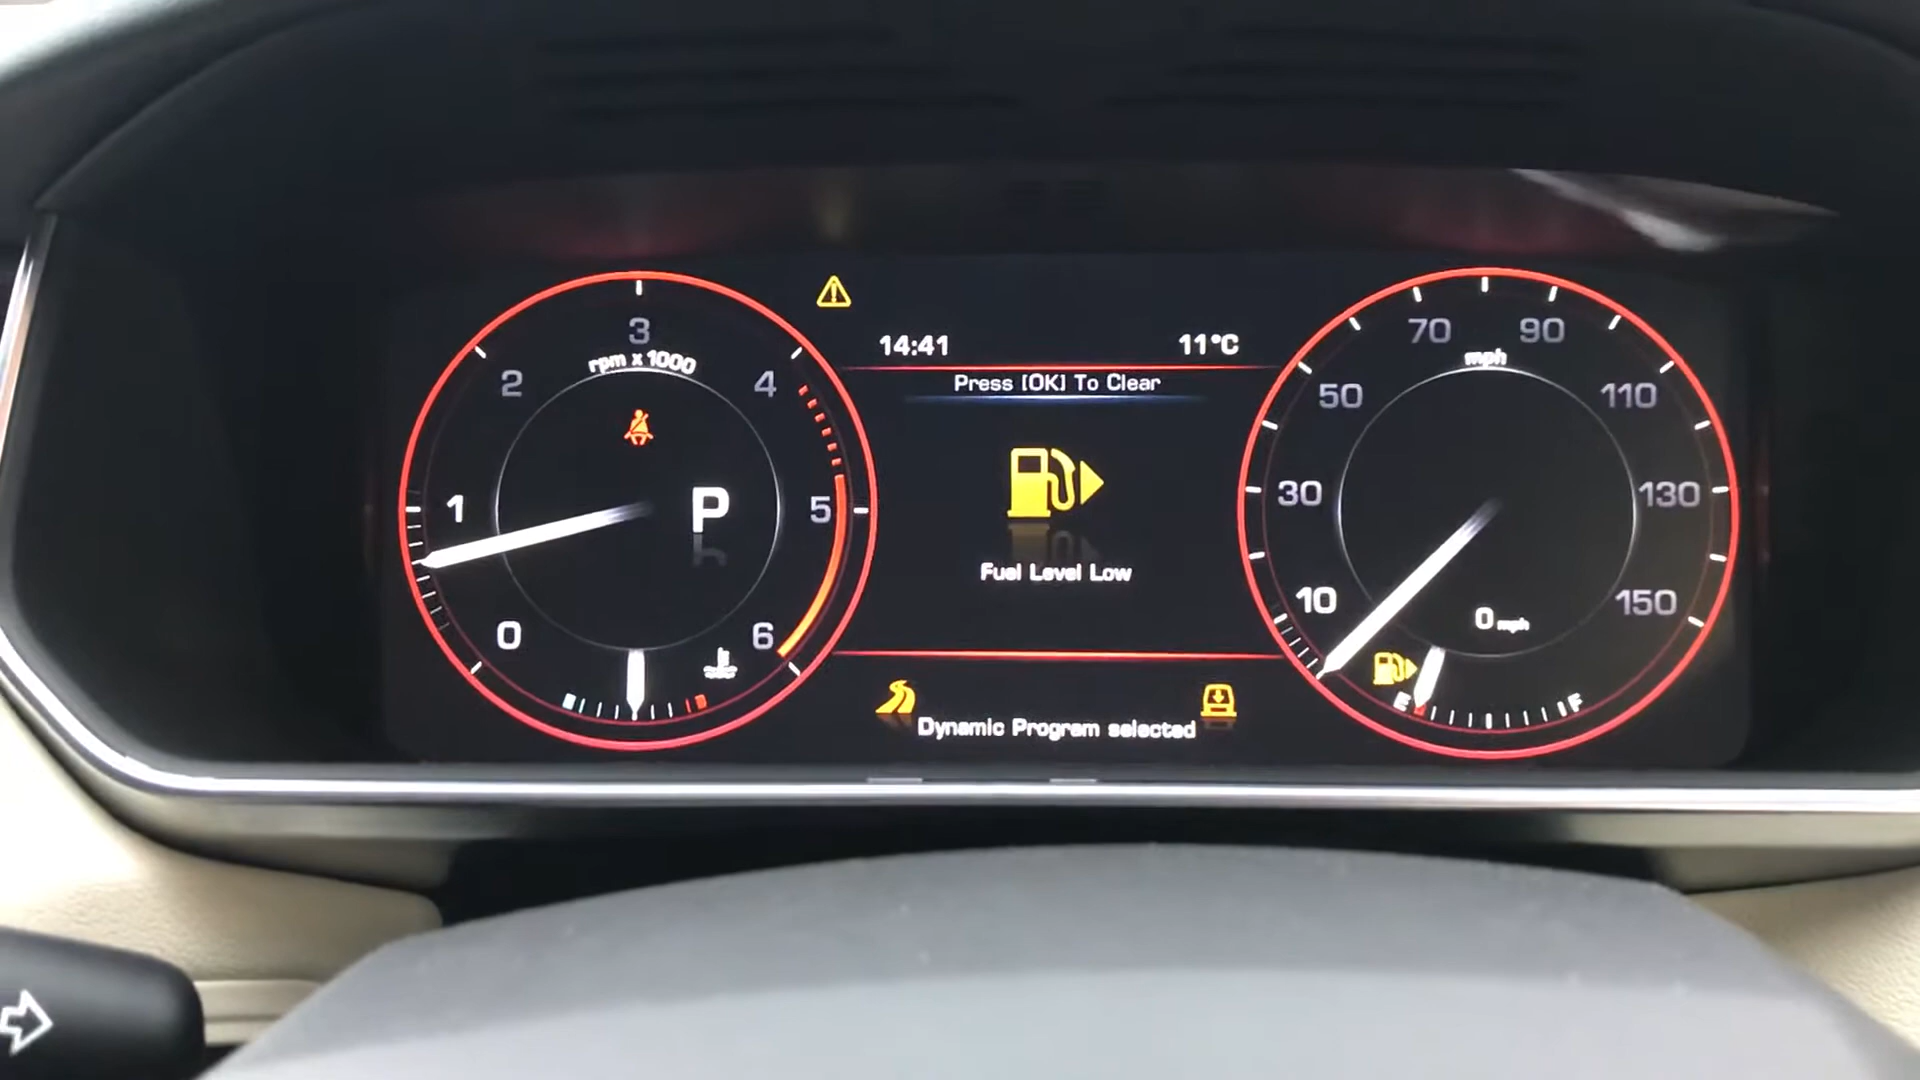 3
rpm x 1000
2
4
1
5
0
6
P
14:41
11°C
Press [OK] To Clear
Fuel Level Low
Dynamic Program selected
70
90
mph
50
110
30
130
10
150
0 mph
E
F